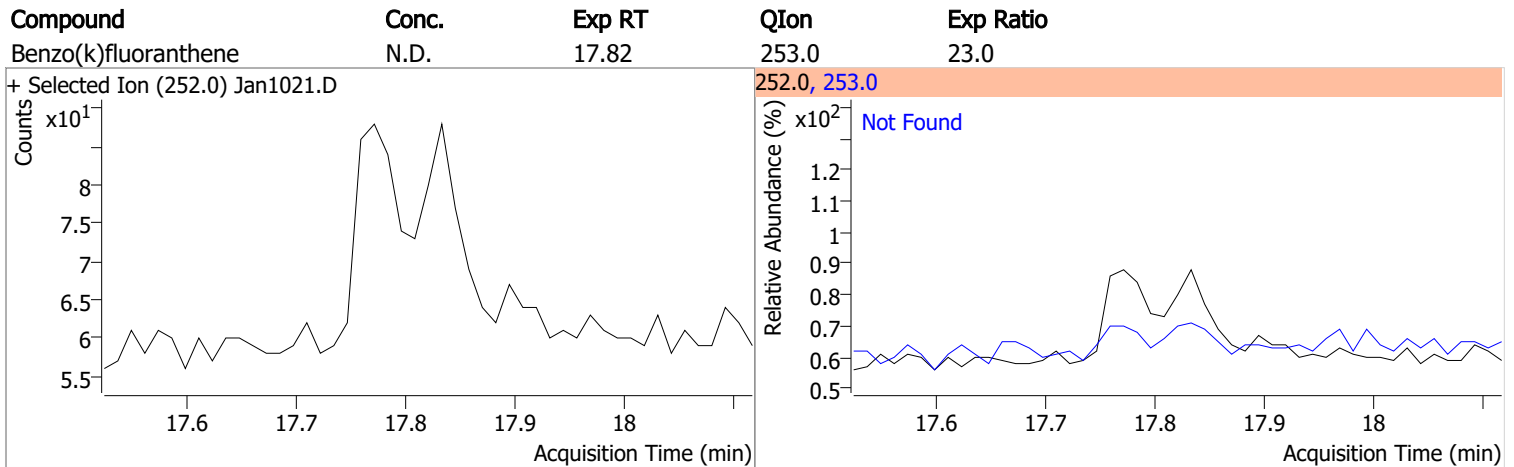 Compound Conc. Exp RT QIon Exp Ratio
Benzo(k)fluoranthene N.D. 17.82 253.0 23.0
+ Selected Ion (252.0) Jan1021.D
Counts
x10¹
8
7.5
7
6.5
6
5.5
17.6 17.7 17.8 17.9 18
Acquisition Time (min)
252.0, 253.0
Relative Abundance (%)
x10²
Not Found
1.2
1.1
1
0.9
0.8
0.7
0.6
0.5
17.6 17.7 17.8 17.9 18
Acquisition Time (min)